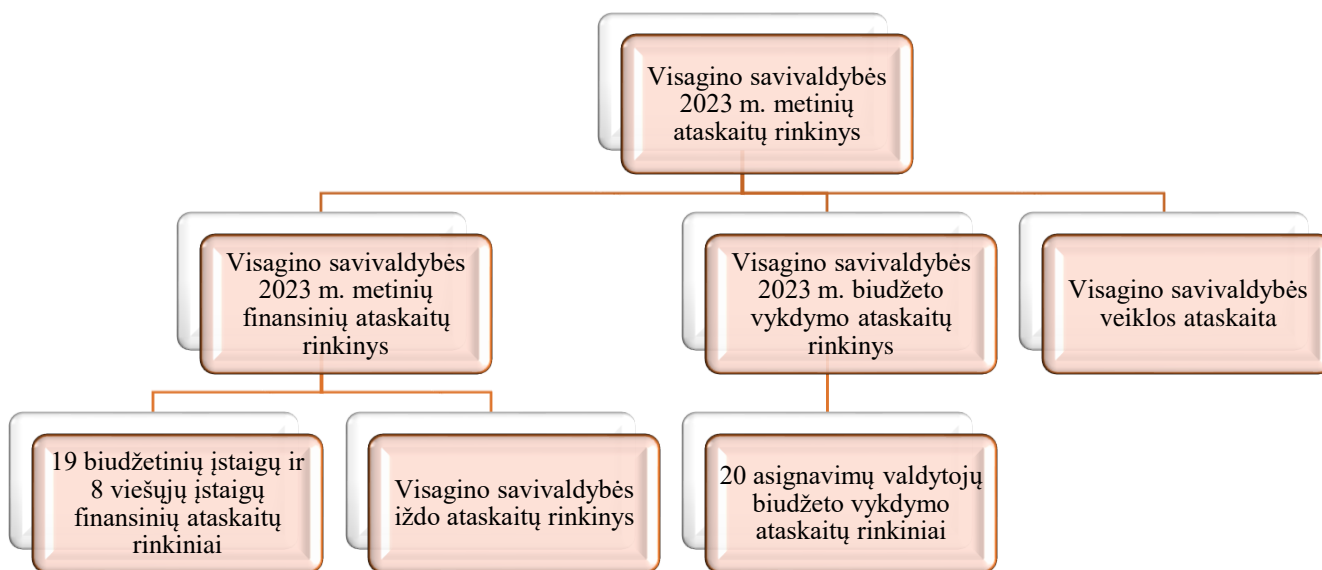 Visagino savivaldybės
2023 m. metinių
ataskaitų rinkinys
Visagino savivaldybės
2023 m. metinių
finansinių ataskaitų
rinkinys
Visagino savivaldybės
2023 m. biudžeto
vykdymo ataskaitų
rinkinys
Visagino savivaldybės
veiklos ataskaita
19 biudžetinių įstaigų ir
8 viešųjų įstaigų
finansinių ataskaitų
rinkiniai
Visagino savivaldybės
iždo ataskaitų rinkinys
20 asignavimų valdytojų
biudžeto vykdymo
ataskaitų rinkiniai